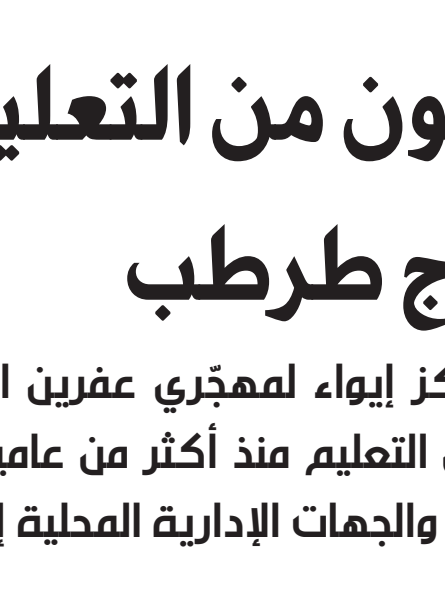 ون من التعلي
ج طرطب
كز إيواء لمهجّري عفرين ا
التعليم منذ أكثر من عامي
والجهات الإدارية المحلية إ